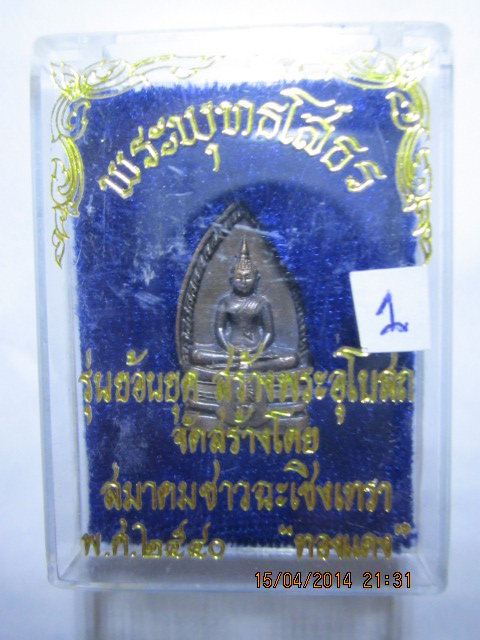 พระพุทธโสธร
1
รุ่นย้อนยุค สร้างพระอุโบสถ
จัดสร้างโดย
สมาคมชาวฉะเชิงเทรา
พ.ศ.๒๕๔๐ "ทองแดง"
15/04/2014 21:31